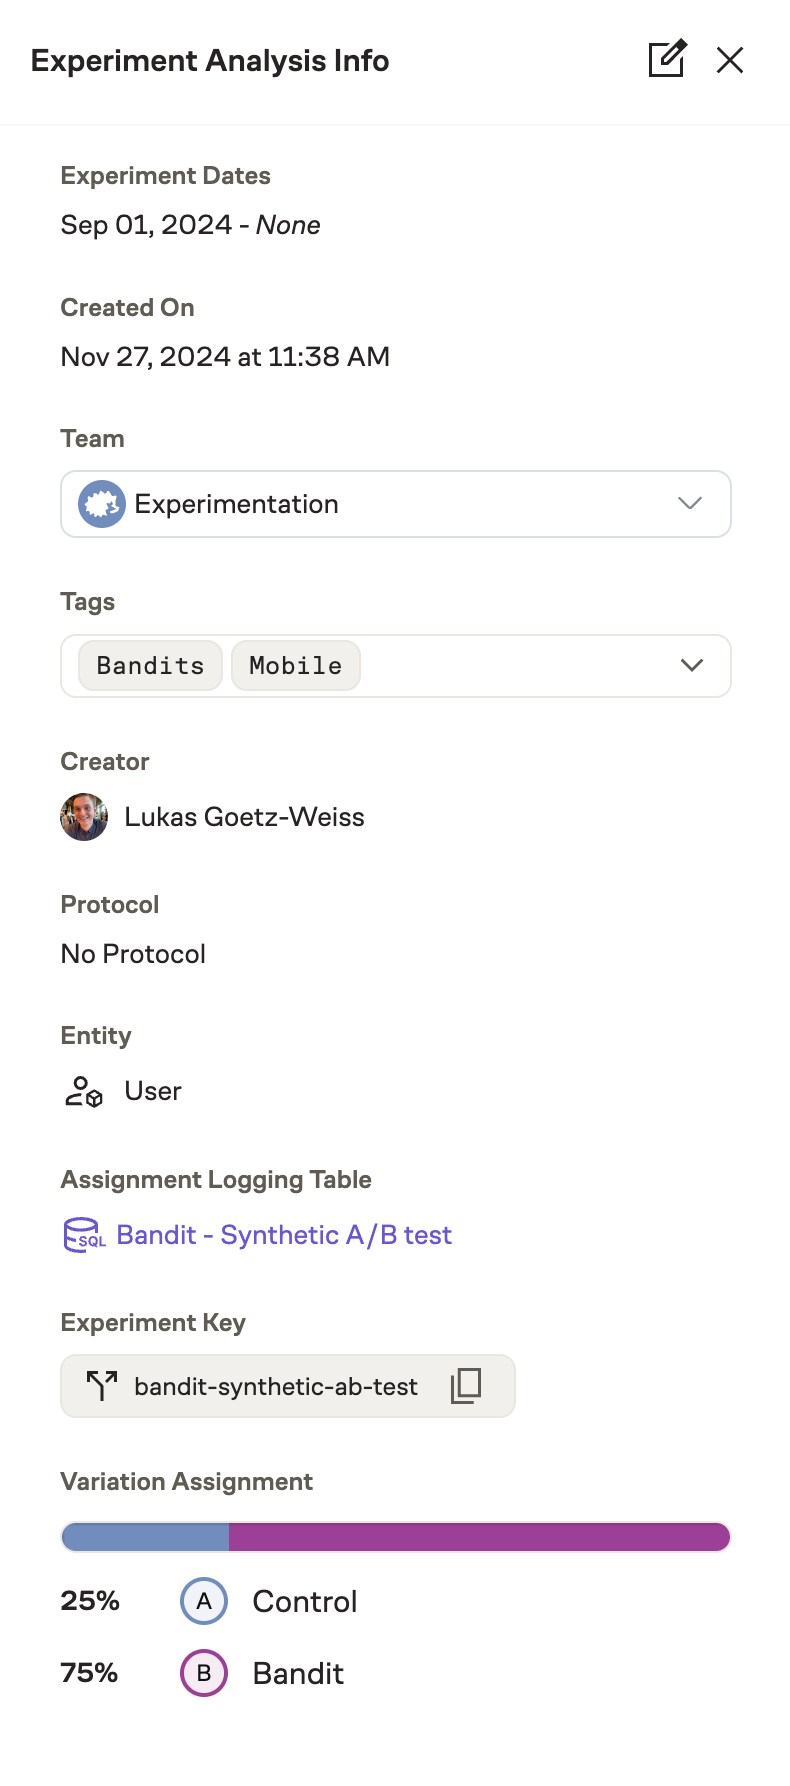 Experiment Analysis Info
Experiment Dates
Sep 01, 2024 - None
Created On
Nov 27, 2024 at 11:38 AM
Team
Experimentation
Tags
Bandits Mobile
Creator
Lukas Goetz-Weiss
Protocol
No Protocol
Entity
User
Assignment Logging Table
SQL Bandit - Synthetic A/B test
Experiment Key
bandit-synthetic-ab-test
Variation Assignment
25% A Control
75% B Bandit